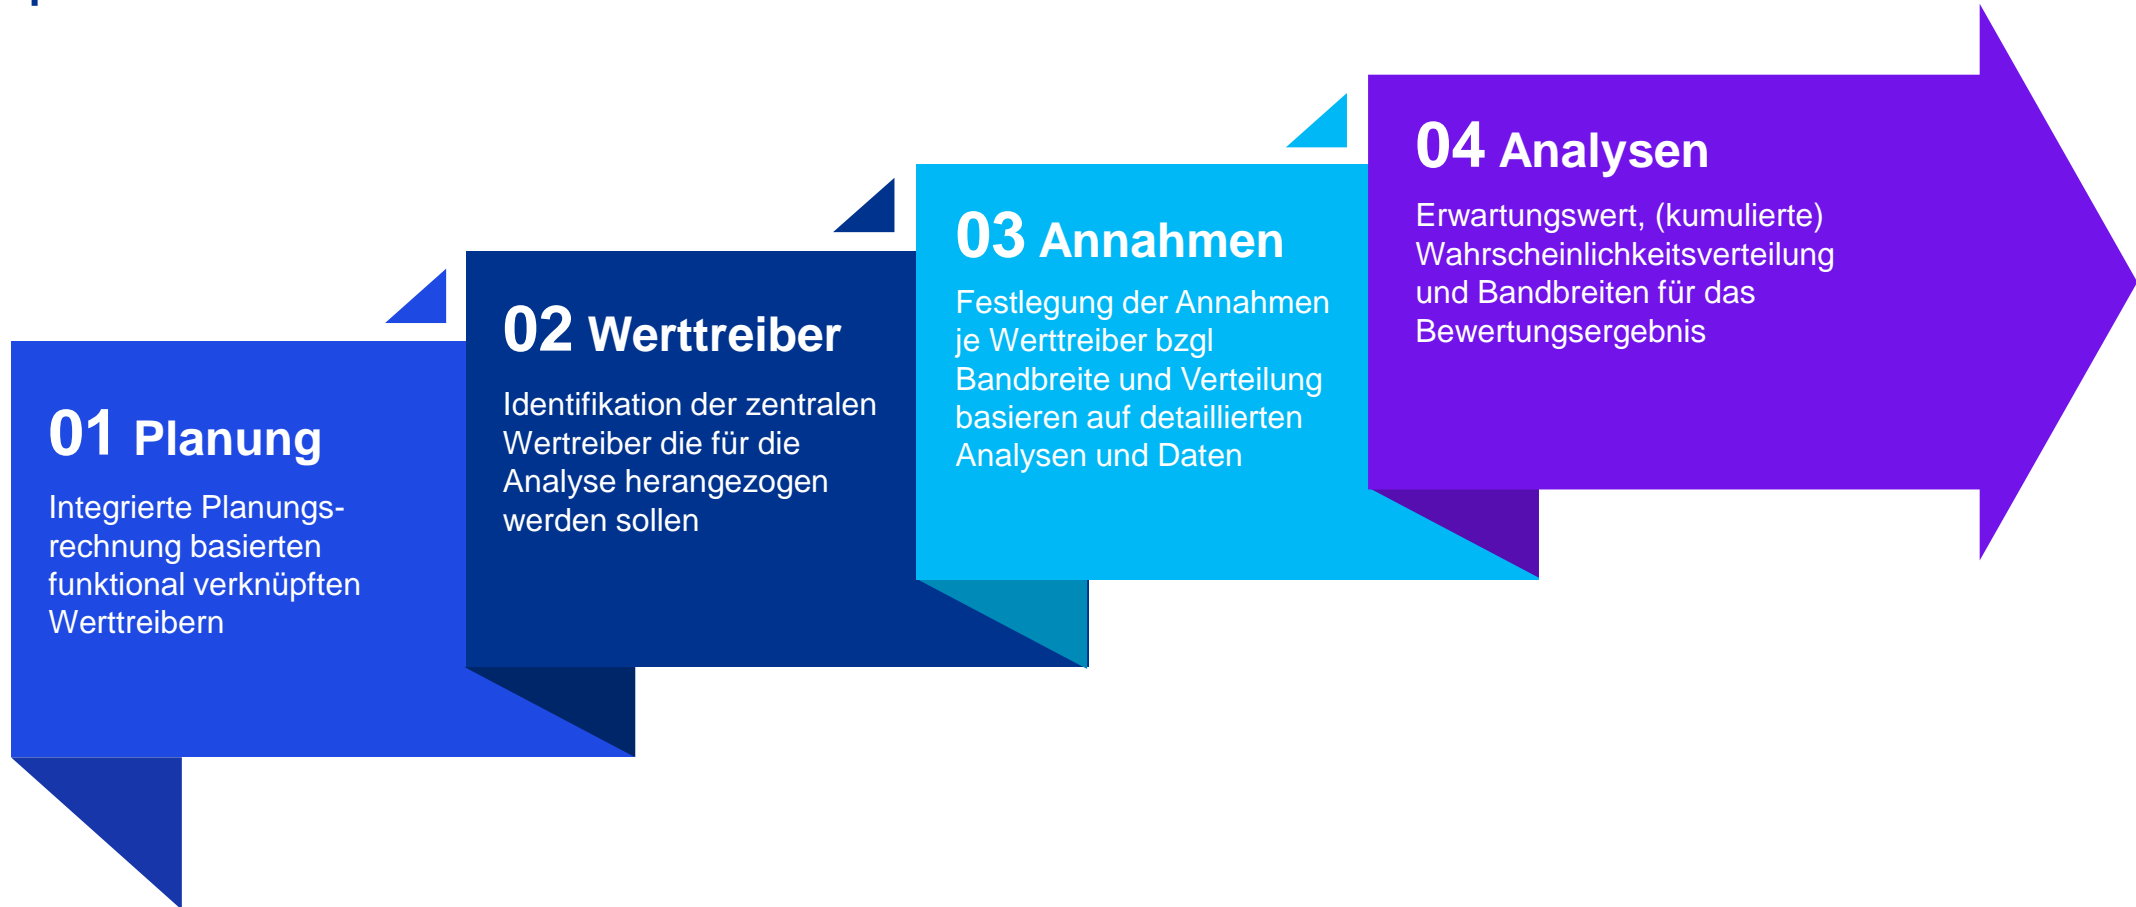 01 Planung
Integrierte Planungs-
rechnung basierten
funktional verknüpften
Werttreibern
02 Werttreiber
Identifikation der zentralen
Wertreiber die für die
Analyse herangezogen
werden sollen
03 Annahmen
Festlegung der Annahmen
je Werttreiber bzgl
Bandbreite und Verteilung
basieren auf detaillierten
Analysen und Daten
04 Analysen
Erwartungswert, (kumulierte)
Wahrscheinlichkeitsverteilung
und Bandbreiten für das
Bewertungsergebnis